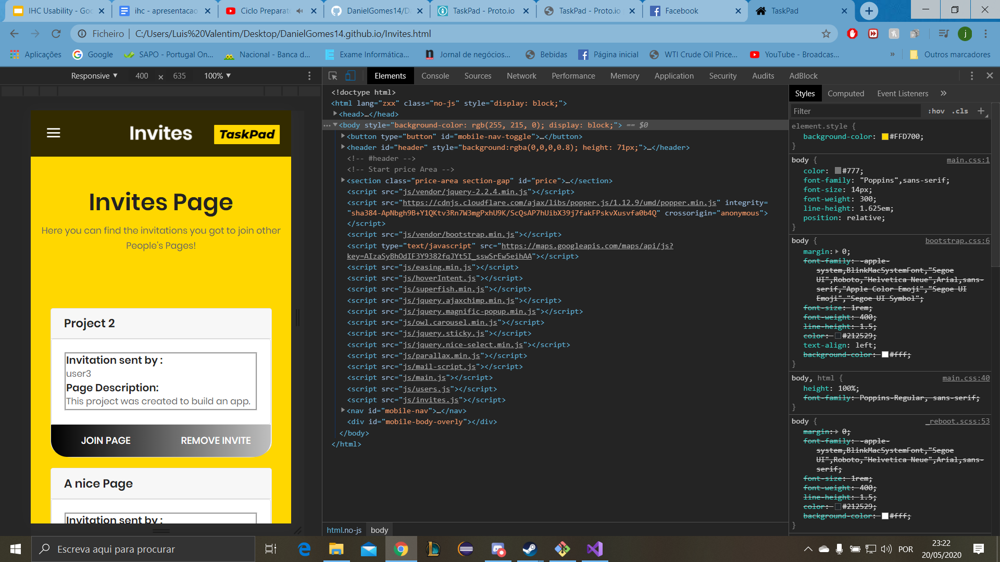 IHC Usability - Goo
ihc - apresentacao
Ciclo Preparate
DanielGomes14/D
TaskPad - Proto.io
TaskPad - Proto.io
Facebook
TaskPad
Ficheiro | C:/Users/Luis%20Valentim/Desktop/DanielGomes14.github.io/Invites.html
j
Aplicações
Google
SAPO - Portugal On...
Nacional - Banca d...
Exame Informática...
Jornal de negócios...
Bebidas
Página inicial
WTI Crude Oil Price...
YouTube - Broadcas...
»
Outros marcadores
Responsive ▼ 400 × 635 100% ▼
Elements Console Sources Network Performance Memory Application Security Audits AdBlock
Invites
TaskPad
Invites Page
Here you can find the invitations you got to join other
People's Pages!
Project 2
Invitation sent by :
user3
Page Description:
This project was created to build an app.
JOIN PAGE REMOVE INVITE
A nice Page
Invitation sent by :
<!doctype html>
<html lang="zxx" class="no-js" style="display: block;">
<head>…</head>
<body style="background-color: rgb(255, 215, 0); display: block;"> == $0
<button type="button" id="mobile-nav-toggle">…</button>
<header id="header" style="background:rgba(0,0,0,0.8); height: 71px;">…</header>
<!-- #header -->
<!-- Start price Area -->
<section class="price-area section-gap" id="price">…</section>
<script src="js/vendor/jquery-2.2.4.min.js"></script>
<script src="https://cdnjs.cloudflare.com/ajax/libs/popper.js/1.12.9/umd/popper.min.js" integrity=
"sha384-ApNbgh9B+Y1QKtv3Rn7W3mgPxhU9K/ScQsAP7hUibX39j7fakFPskvXusvfa0b4Q" crossorigin="anonymous">
</script>
<script src="js/vendor/bootstrap.min.js"></script>
<script type="text/javascript" src="https://maps.googleapis.com/maps/api/js?
key=AIzaSyBhOdIF3Y9382fqJYt5I_sswSrEw5eihAA"></script>
<script src="js/easing.min.js"></script>
<script src="js/hoverIntent.js"></script>
<script src="js/superfish.min.js"></script>
<script src="js/jquery.ajaxchimp.min.js"></script>
<script src="js/jquery.magnific-popup.min.js"></script>
<script src="js/owl.carousel.min.js"></script>
<script src="js/jquery.sticky.js"></script>
<script src="js/jquery.nice-select.min.js"></script>
<script src="js/parallax.min.js"></script>
<script src="js/mail-script.js"></script>
<script src="js/main.js"></script>
<script src="js/users.js"></script>
<script src="js/invites.js"></script>
<nav id="mobile-nav">…</nav>
<div id="mobile-body-overly"></div>
</body>
</html>
html.no-js body
Styles Computed Event Listeners »
Filter :hov .cls +
element.style {
background-color: #FFD700;
}
body { main.css:1
color: #777;
font-family: "Poppins",sans-serif;
font-size: 14px;
font-weight: 300;
line-height: 1.625em;
position: relative;
}
body { bootstrap.css:6
margin: 0;
font-family: -apple-
system,BlinkMacSystemFont,"Segoe
UI",Roboto,"Helvetica Neue",Arial,sans-
serif,"Apple Color Emoji","Segoe UI
Emoji","Segoe UI Symbol";
font-size: 1rem;
font-weight: 400;
line-height: 1.5;
color: #212529;
text-align: left;
background-color: #fff;
}
body, html { main.css:40
height: 100%;
font-family: Poppins-Regular, sans-serif;
}
body { _reboot.scss:53
margin: 0;
font-family: -apple-
system,BlinkMacSystemFont,"Segoe
UI",Roboto,"Helvetica Neue",Arial,sans-
serif;
font-size: 1rem;
font-weight: 400;
line-height: 1.5;
color: #212529;
background-color: #fff;
}
Escreva aqui para procurar
POR
23:22
20/05/2020